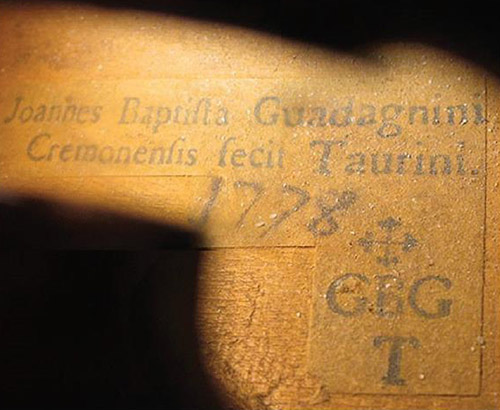 Joannes Baptiſta Guadagnini
Cremonenſis fecit Taurini.
1778
GBG
T